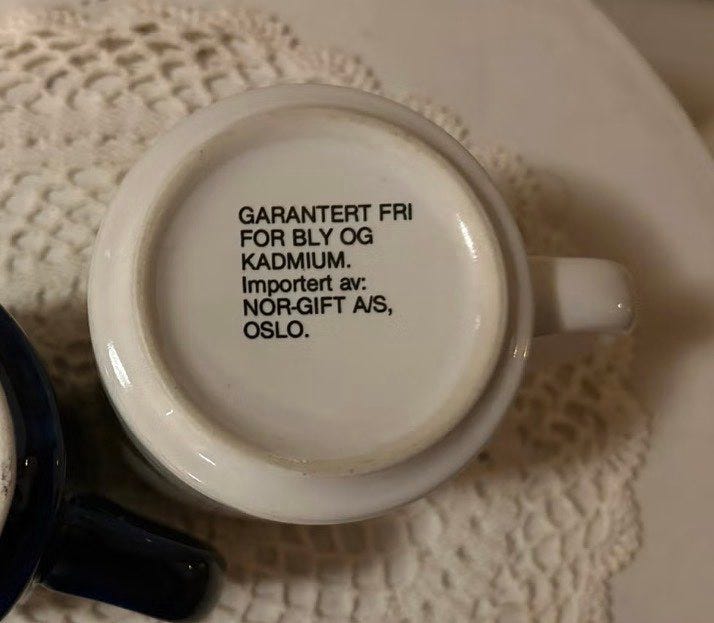 GARANTERT FRI
FOR BLY OG
KADMIUM.
Importert av:
NOR-GIFT A/S,
OSLO.